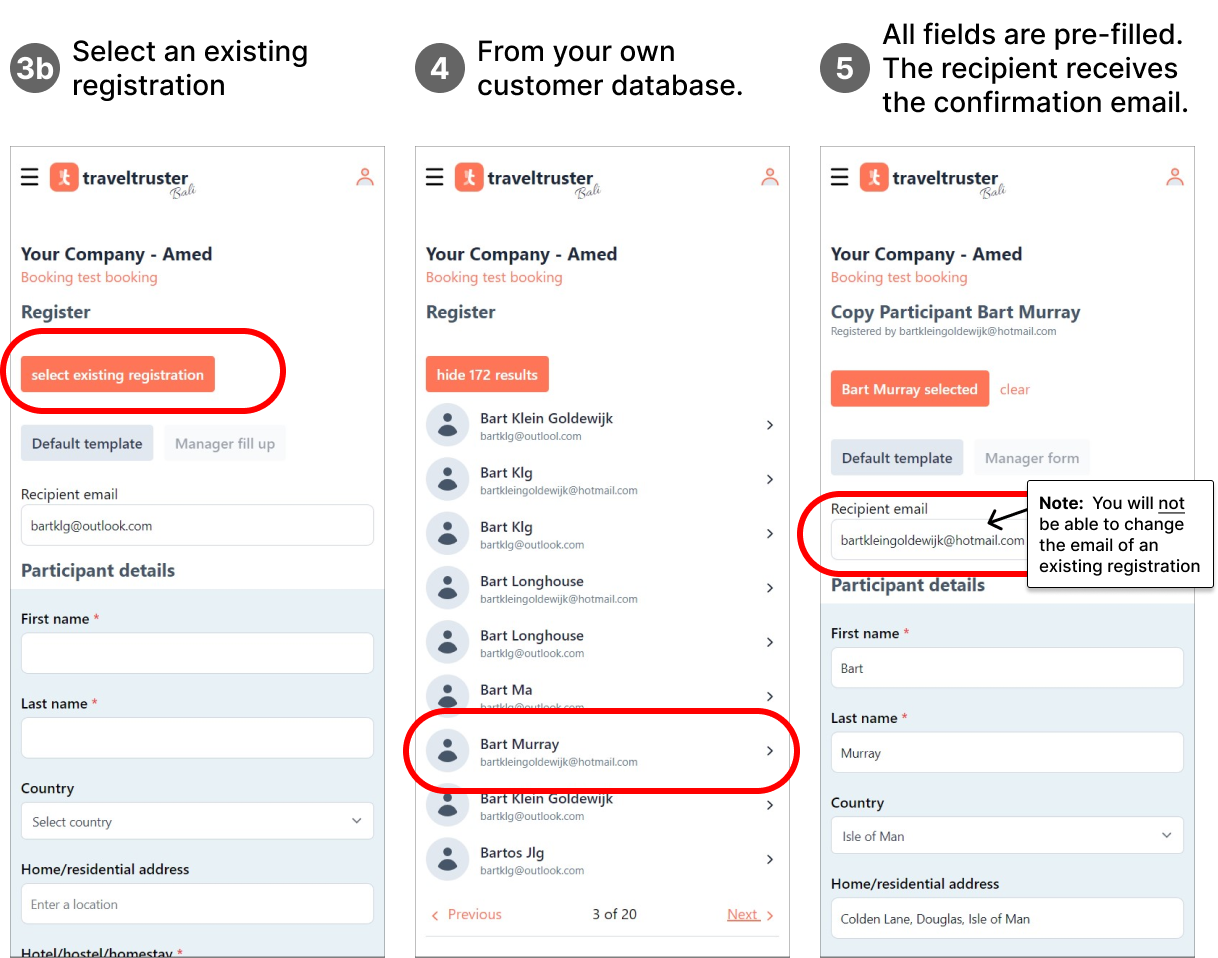 3b
Select an existing
registration
traveltruster
Bali
Your Company - Amed
Booking test booking
Register
select existing registration
Default template
Manager fill up
Recipient email
bartklg@outlook.com
Participant details
First name *
Last name *
Country
Select country
Home/residential address
Enter a location
Hotel/hostel/homestay *
4
From your own
customer database.
traveltruster
Bali
Your Company - Amed
Booking test booking
Register
hide 172 results
Bart Klein Goldewijk
bartklg@outlool.com
Bart Klg
bartkleingoldewijk@hotmail.com
Bart Klg
bartklg@outlook.com
Bart Longhouse
bartkleingoldewijk@hotmail.com
Bart Longhouse
bartklg@outlook.com
Bart Ma
bartklg@outlook.com
Bart Murray
bartkleingoldewijk@hotmail.com
Bart Klein Goldewijk
bartklg@outlook.com
Bartos Jlg
bartklg@outlook.com
Previous
3 of 20
Next
5
All fields are pre-filled.
The recipient receives
the confirmation email.
traveltruster
Bali
Your Company - Amed
Booking test booking
Copy Participant Bart Murray
Registered by bartkleingoldewijk@hotmail.com
Bart Murray selected
clear
Default template
Manager form
Recipient email
bartkleingoldewijk@hotmail.com
Note: You will not
be able to change
the email of an
existing registration
Participant details
First name *
Bart
Last name *
Murray
Country
Isle of Man
Home/residential address
Colden Lane, Douglas, Isle of Man